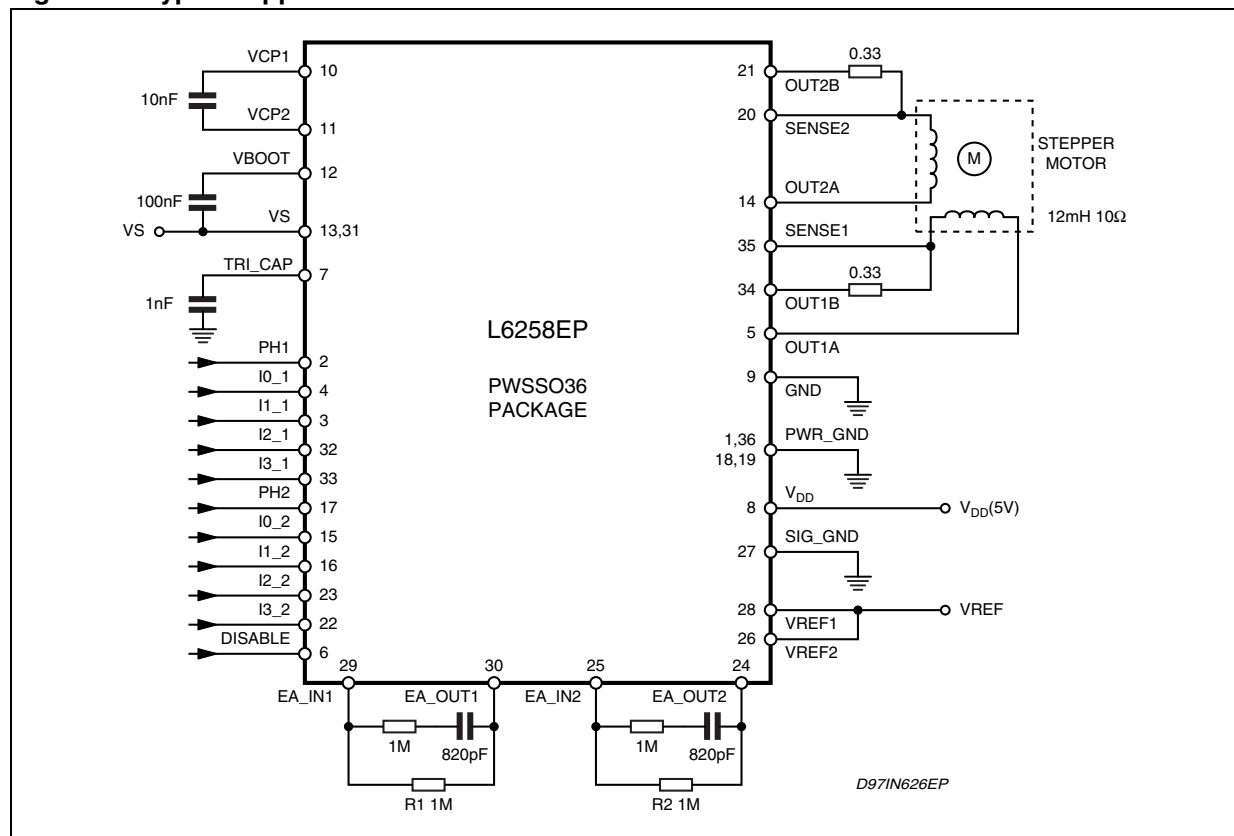 VCP1
10
10nF
VCP2
11
VBOOT
12
100nF
VS
VS
13,31
TRI_CAP
7
1nF
PH1
2
I0_1
4
I1_1
3
I2_1
32
I3_1
33
PH2
17
I0_2
15
I1_2
16
I2_2
23
I3_2
22
DISABLE
6
L6258EP
PWSSO36
PACKAGE
21
0.33
OUT2B
20
SENSE2
STEPPER
MOTOR
M
14
OUT2A
12mH 10Ω
35
SENSE1
34
0.33
OUT1B
5
OUT1A
9
GND
1,36
18,19
PWR_GND
8
VDD
VDD(5V)
27
SIG_GND
28
VREF1
VREF
26
VREF2
29
30
25
24
EA_IN1
EA_OUT1
EA_IN2
EA_OUT2
1M
820pF
1M
820pF
R1 1M
R2 1M
D97IN626EP